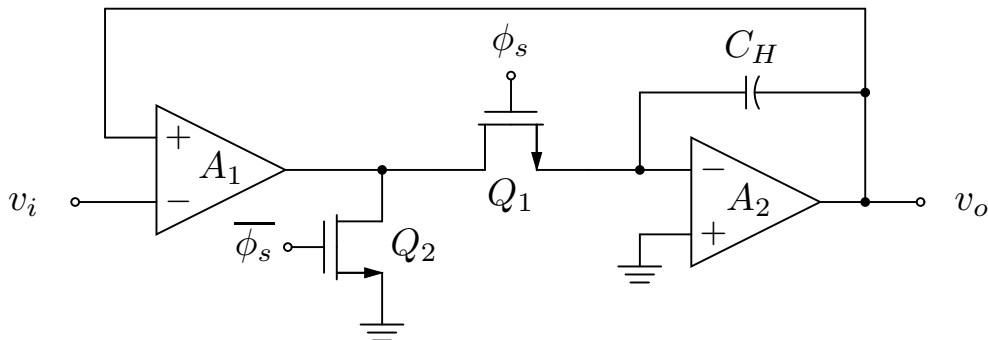 ϕ_s
C_H
+
A_1
−
v_i
Q_1
−
A_2
+
v_o
\overline{ϕ_s}
Q_2